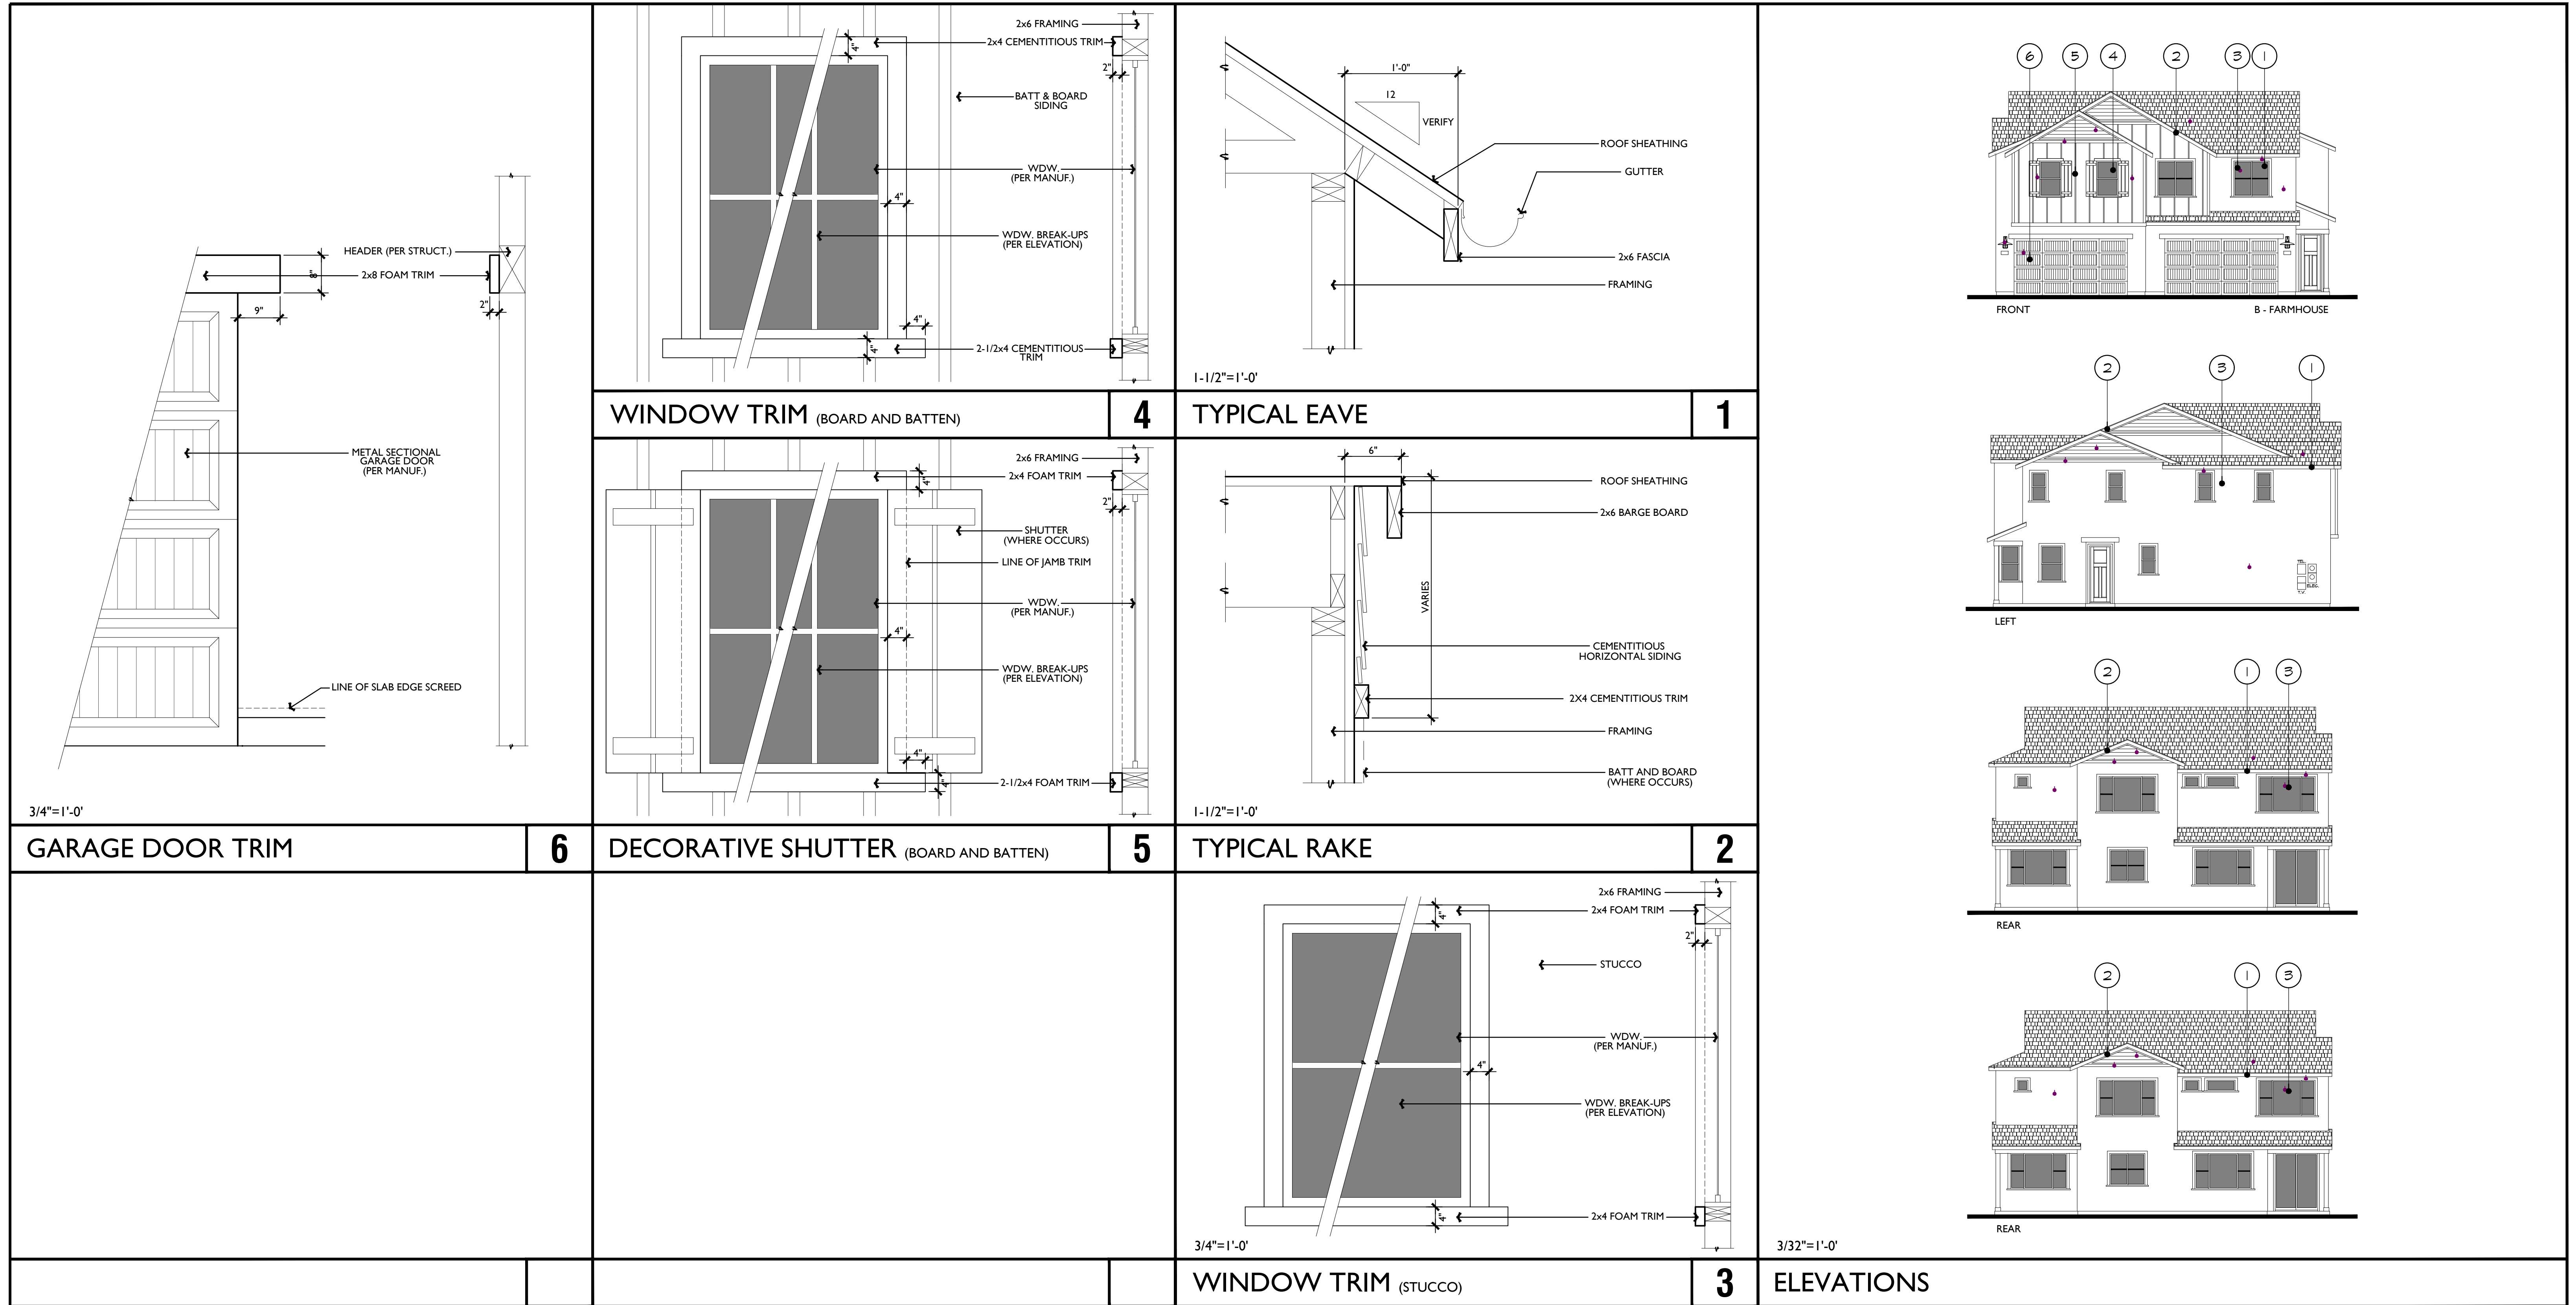 HEADER (PER STRUCT.)
2x8 FOAM TRIM
8"
2"
9"
METAL SECTIONAL
GARAGE DOOR
(PER MANUF.)
LINE OF SLAB EDGE SCREED
3/4"=1'-0'
GARAGE DOOR TRIM
6
2x6 FRAMING
2x4 CEMENTITIOUS TRIM
4"
2"
BATT & BOARD
SIDING
WDW.
(PER MANUF.)
4"
WDW. BREAK-UPS
(PER ELEVATION)
4"
2-1/2x4 CEMENTITIOUS
TRIM
4"
WINDOW TRIM (BOARD AND BATTEN)
4
2x6 FRAMING
2x4 FOAM TRIM
4"
2"
SHUTTER
(WHERE OCCURS)
LINE OF JAMB TRIM
WDW.
(PER MANUF.)
4"
WDW. BREAK-UPS
(PER ELEVATION)
4"
2-1/2x4 FOAM TRIM
4"
DECORATIVE SHUTTER (BOARD AND BATTEN)
5
1'-0"
12
VERIFY
ROOF SHEATHING
GUTTER
2x6 FASCIA
FRAMING
1-1/2"=1'-0'
TYPICAL EAVE
1
6"
ROOF SHEATHING
2x6 BARGE BOARD
VARIES
CEMENTITIOUS
HORIZONTAL SIDING
2X4 CEMENTITIOUS TRIM
FRAMING
BATT AND BOARD
(WHERE OCCURS)
1-1/2"=1'-0'
TYPICAL RAKE
2
2x6 FRAMING
2x4 FOAM TRIM
4"
2"
STUCCO
WDW.
(PER MANUF.)
4"
WDW. BREAK-UPS
(PER ELEVATION)
2x4 FOAM TRIM
4"
3/4"=1'-0'
WINDOW TRIM (STUCCO)
3
6 5 4 2 3 1
FRONT
B - FARMHOUSE
2 3 1
LEFT
2 1 3
REAR
2 1 3
REAR
3/32"=1'-0'
ELEVATIONS